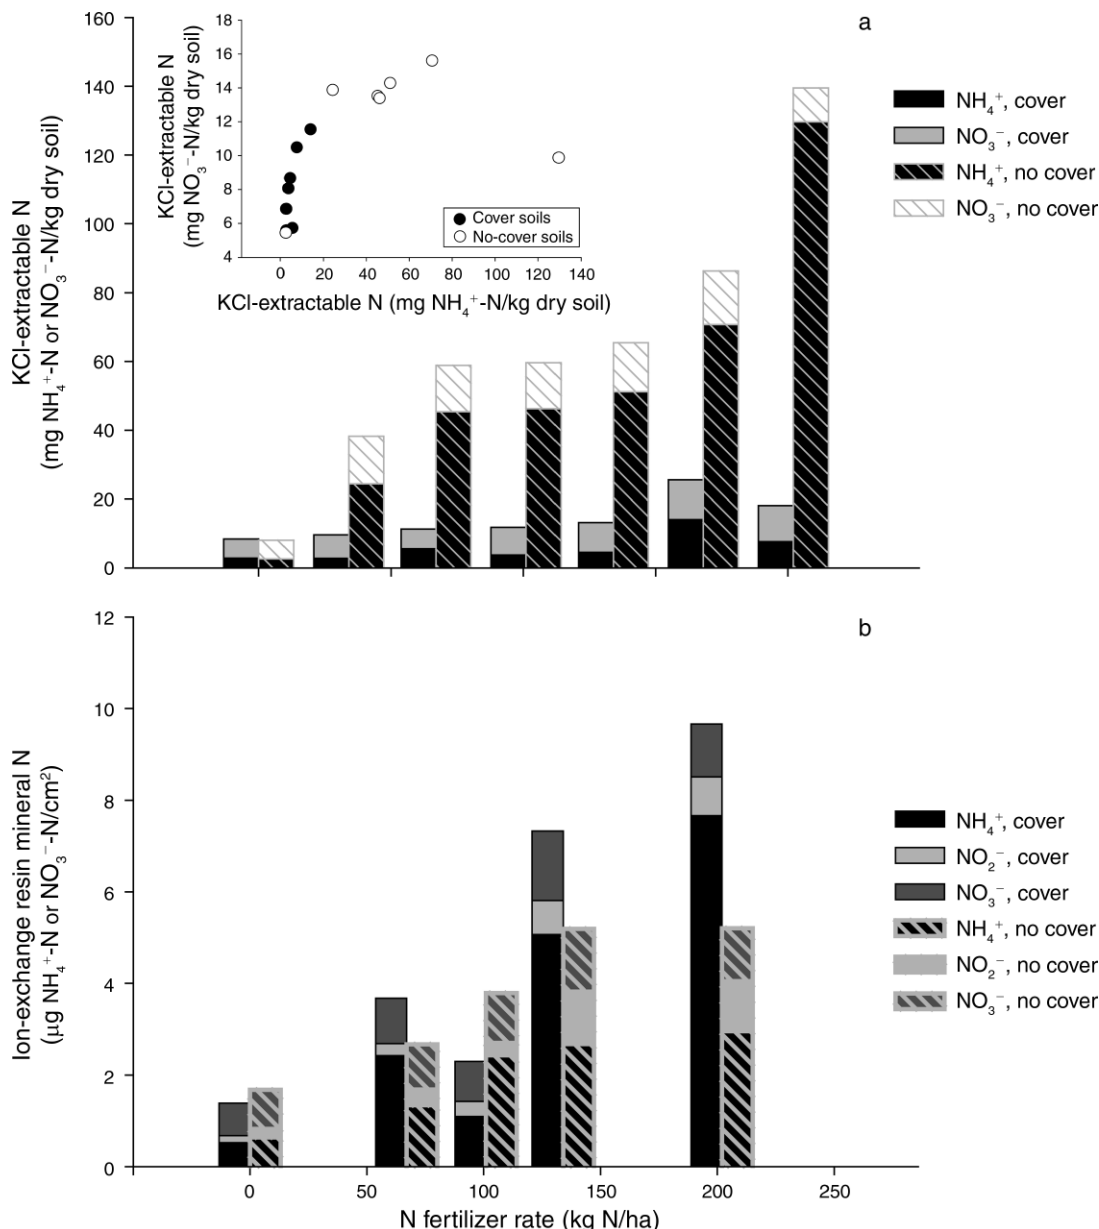 a
KCl-extractable N
(mg NH₄⁺-N or NO₃⁻-N/kg dry soil)
160
140
120
100
80
60
40
20
0
KCl-extractable N
(mg NO₃⁻-N/kg dry soil)
18
16
14
12
10
8
6
4
Cover soils
No-cover soils
0 20 40 60 80 100 120 140
KCl-extractable N (mg NH₄⁺-N/kg dry soil)
NH₄⁺, cover
NO₃⁻, cover
NH₄⁺, no cover
NO₃⁻, no cover
b
Ion-exchange resin mineral N
(µg NH₄⁺-N or NO₃⁻-N/cm²)
12
10
8
6
4
2
0
NH₄⁺, cover
NO₂⁻, cover
NO₃⁻, cover
NH₄⁺, no cover
NO₂⁻, no cover
NO₃⁻, no cover
0 50 100 150 200 250
N fertilizer rate (kg N/ha)